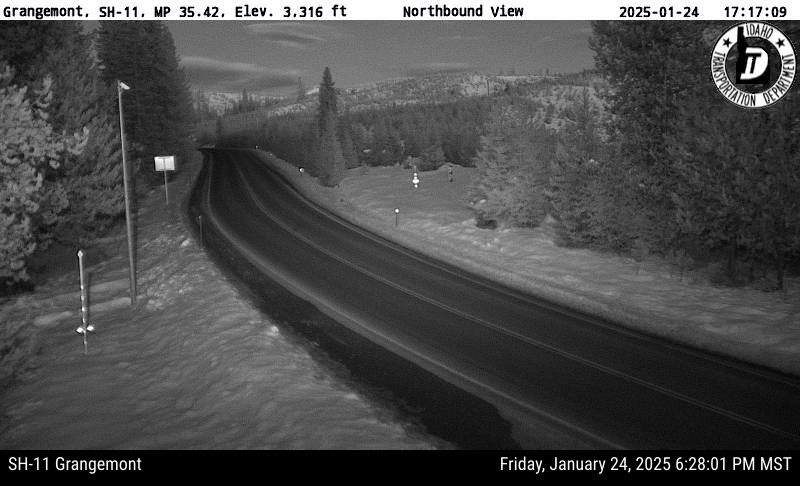 Grangemont, SH-11, MP 35.42, Elev. 3,316 ft Northbound View 2025-01-24 17:17:09
IDAHO
TRANSPORTATION DEPARTMENT
SH-11 Grangemont Friday, January 24, 2025 6:28:01 PM MST